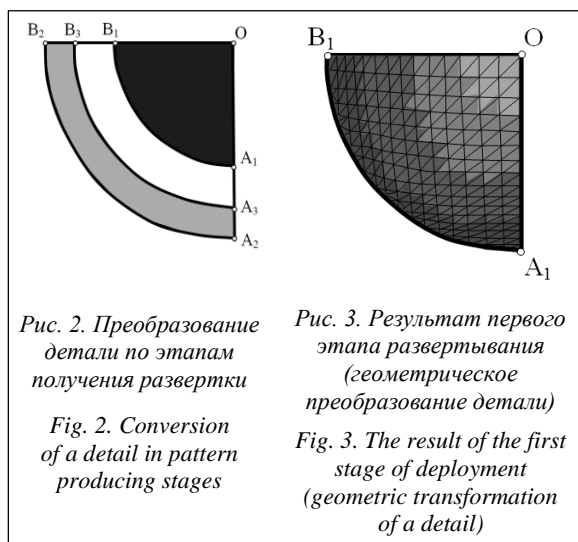 B₂ B₃ B₁ O
A₁
A₃
A₂
B₁ O
A₁
Рис. 2. Преобразование
детали по этапам
получения развертки
Fig. 2. Conversion
of a detail in pattern
producing stages
Рис. 3. Результат первого
этапа развертывания
(геометрическое
преобразование детали)
Fig. 3. The result of the first
stage of deployment
(geometric transformation
of a detail)